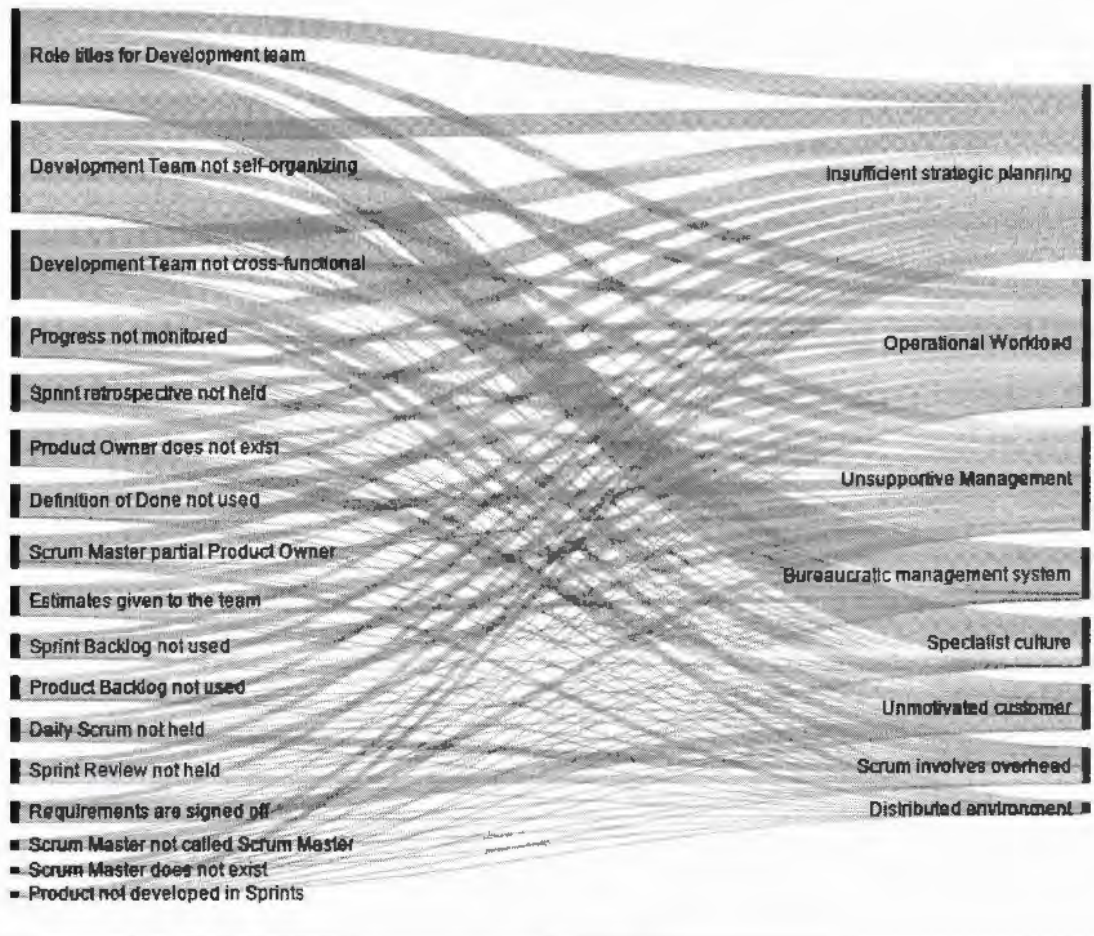 Role titles for Development team
Development Team not self-organizing
Development Team not cross-functional
Progress not monitored
Sprint retrospective not held
Product Owner does not exist
Definition of Done not used
Scrum Master partial Product Owner
Estimates given to the team
Sprint Backlog not used
Product Backlog not used
Daily Scrum not held
Sprint Review not held
Requirements are signed off
Scrum Master not called Scrum Master
Scrum Master does not exist
Product not developed in Sprints
Insufficient strategic planning
Operational Workload
Unsupportive Management
Bureaucratic management system
Specialist culture
Unmotivated customer
Scrum involves overhead
Distributed environment